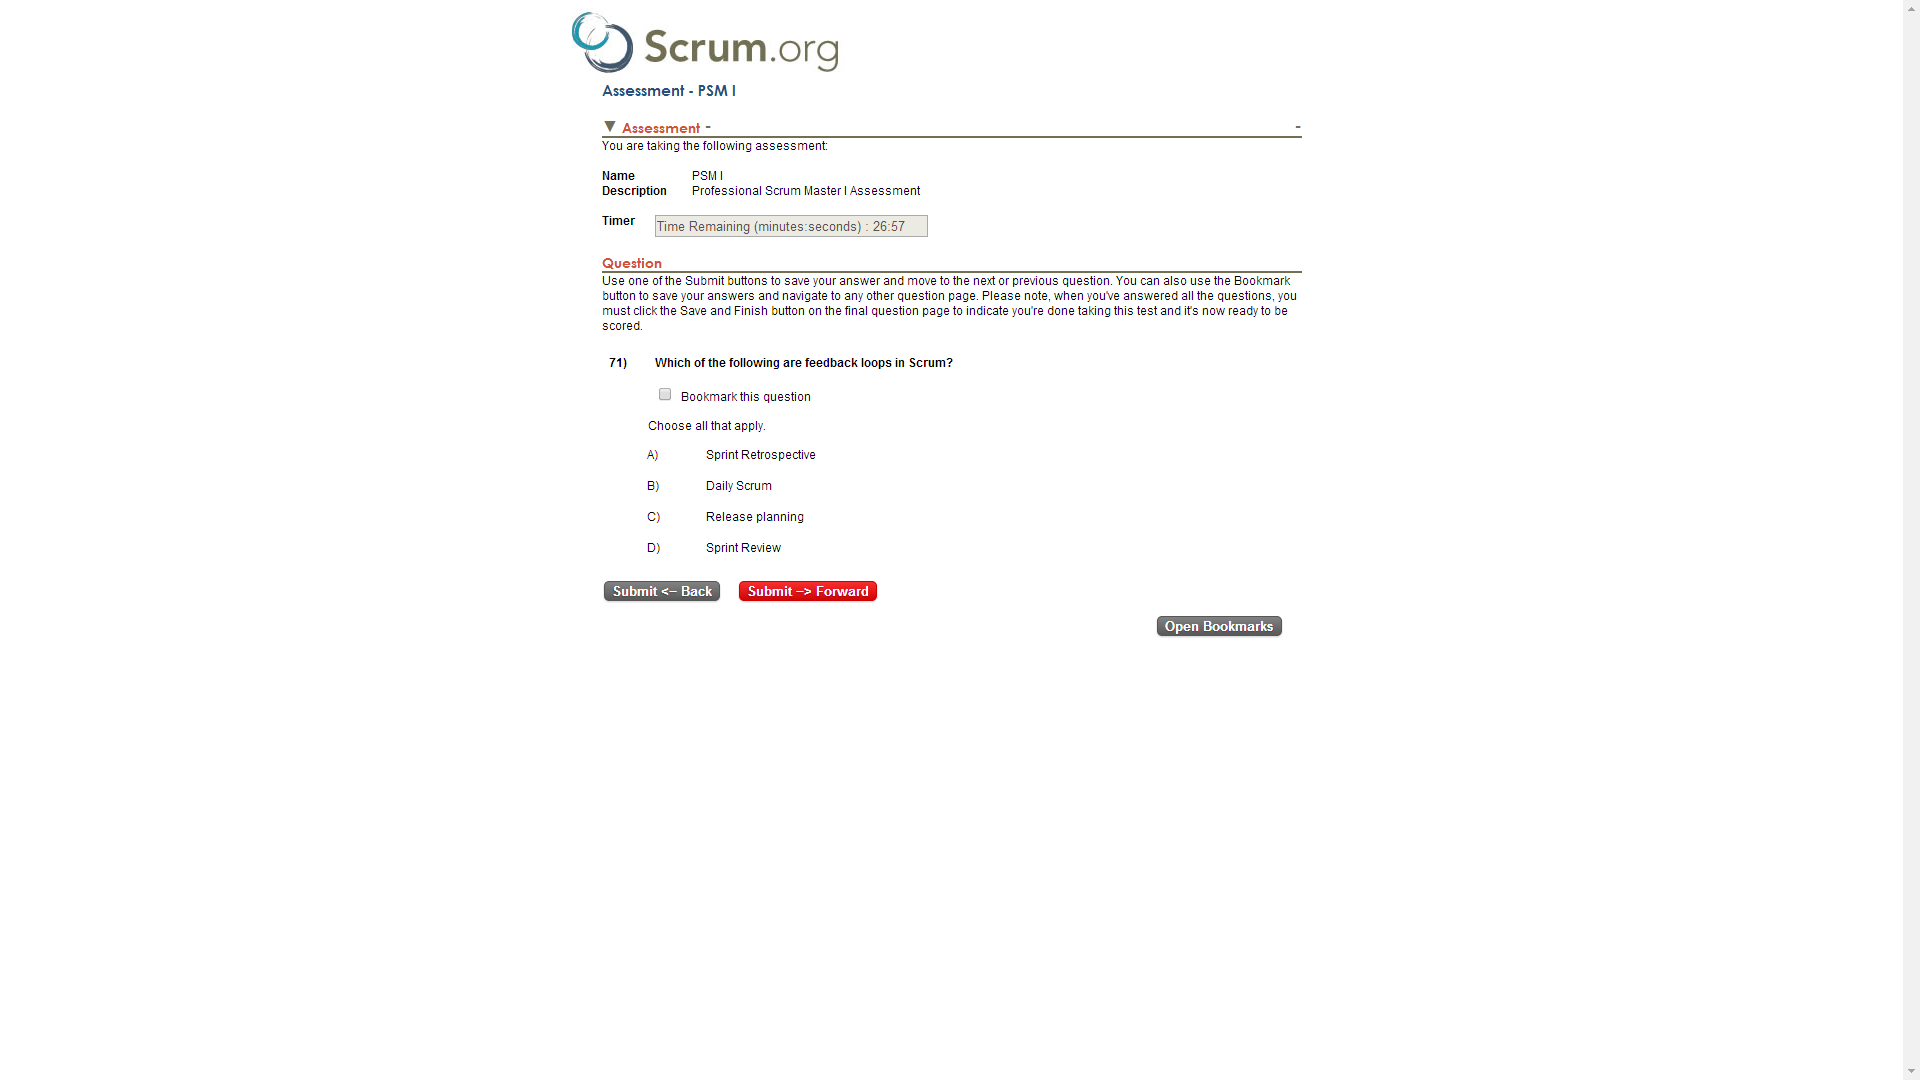 Scrum.org
Assessment - PSM I
▼ Assessment - -
You are taking the following assessment:
Name PSM I
Description Professional Scrum Master I Assessment
Timer Time Remaining (minutes:seconds) : 26:57
Question
Use one of the Submit buttons to save your answer and move to the next or previous question. You can also use the Bookmark
button to save your answers and navigate to any other question page. Please note, when you've answered all the questions, you
must click the Save and Finish button on the final question page to indicate you're done taking this test and it's now ready to be
scored.
71) Which of the following are feedback loops in Scrum?
Bookmark this question
Choose all that apply.
A) Sprint Retrospective
B) Daily Scrum
C) Release planning
D) Sprint Review
Submit <-- Back Submit --> Forward
Open Bookmarks